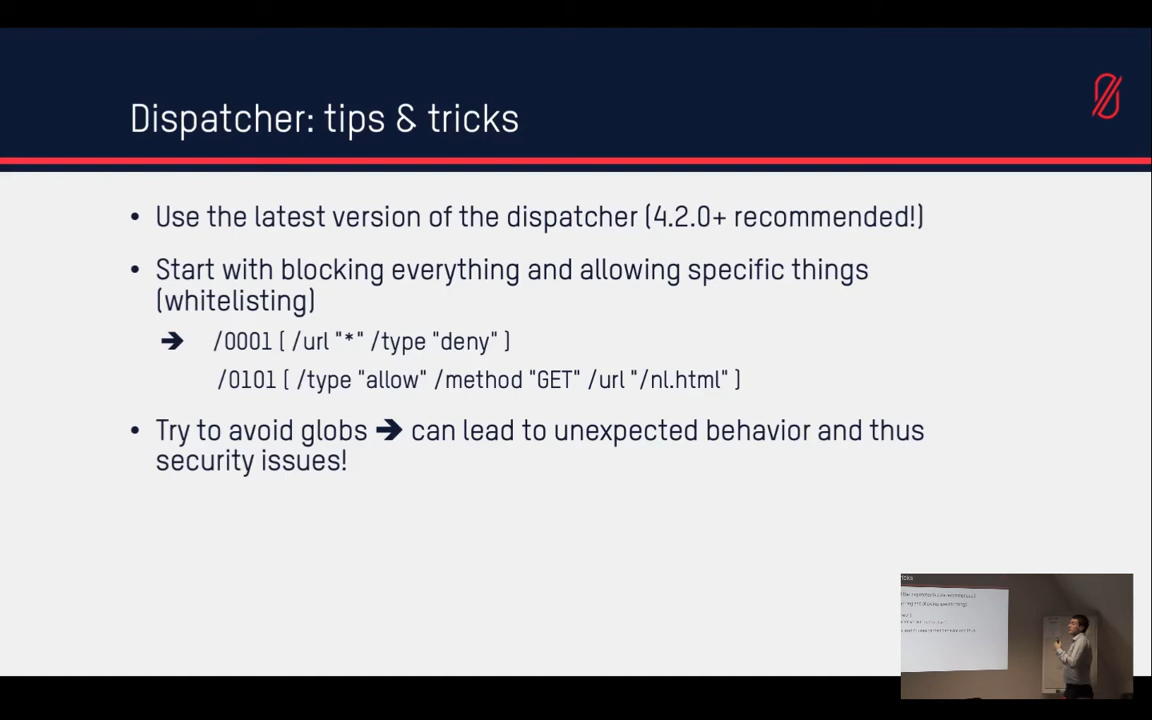 Dispatcher: tips & tricks
• Use the latest version of the dispatcher (4.2.0+ recommended!)
• Start with blocking everything and allowing specific things
(whitelisting)
➔ /0001 { /url "*" /type "deny" }
/0101 { /type "allow" /method "GET" /url "/nl.html" }
• Try to avoid globs ➔ can lead to unexpected behavior and thus
security issues!